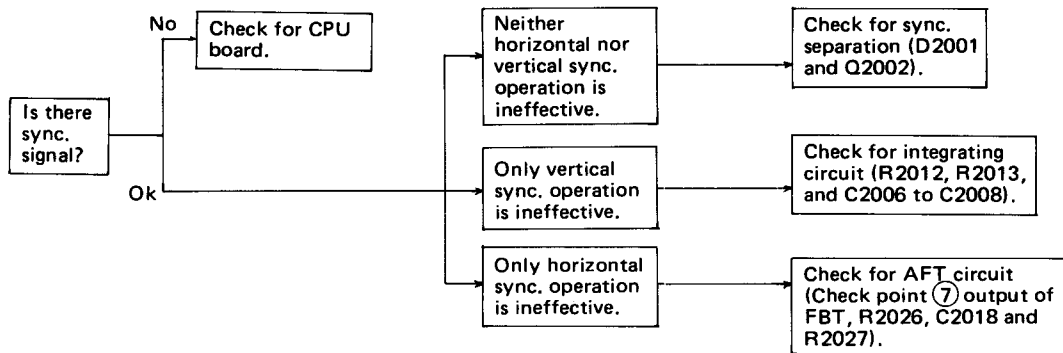 No
Check for CPU
board.
Is there
sync.
signal?
Ok
Neither
horizontal nor
vertical sync.
operation is
ineffective.
Check for sync.
separation (D2001
and Q2002).
Only vertical
sync. operation
is ineffective.
Check for integrating
circuit (R2012, R2013,
and C2006 to C2008).
Only horizontal
sync. operation
is ineffective.
Check for AFT circuit
(Check point ⑦ output of
FBT, R2026, C2018 and
R2027).